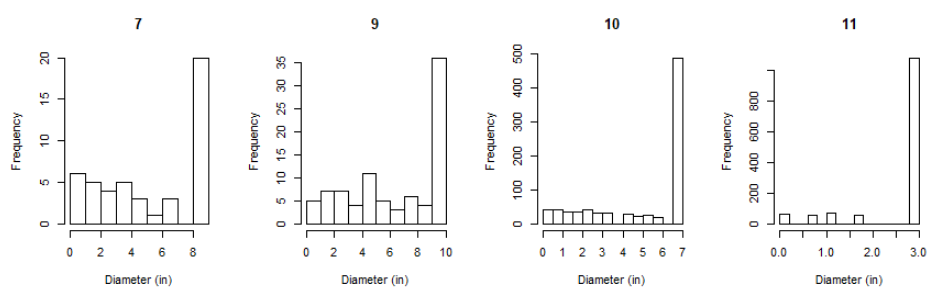 7
Frequency
0 5 10 15 20
0 2 4 6 8
Diameter (in)
9
Frequency
0 5 10 15 20 25 35
0 2 4 6 8 10
Diameter (in)
10
Frequency
0 100 200 300 400 500
0 1 2 3 4 5 6 7
Diameter (in)
11
Frequency
0 200 400 600 800
0.0 1.0 2.0 3.0
Diameter (in)